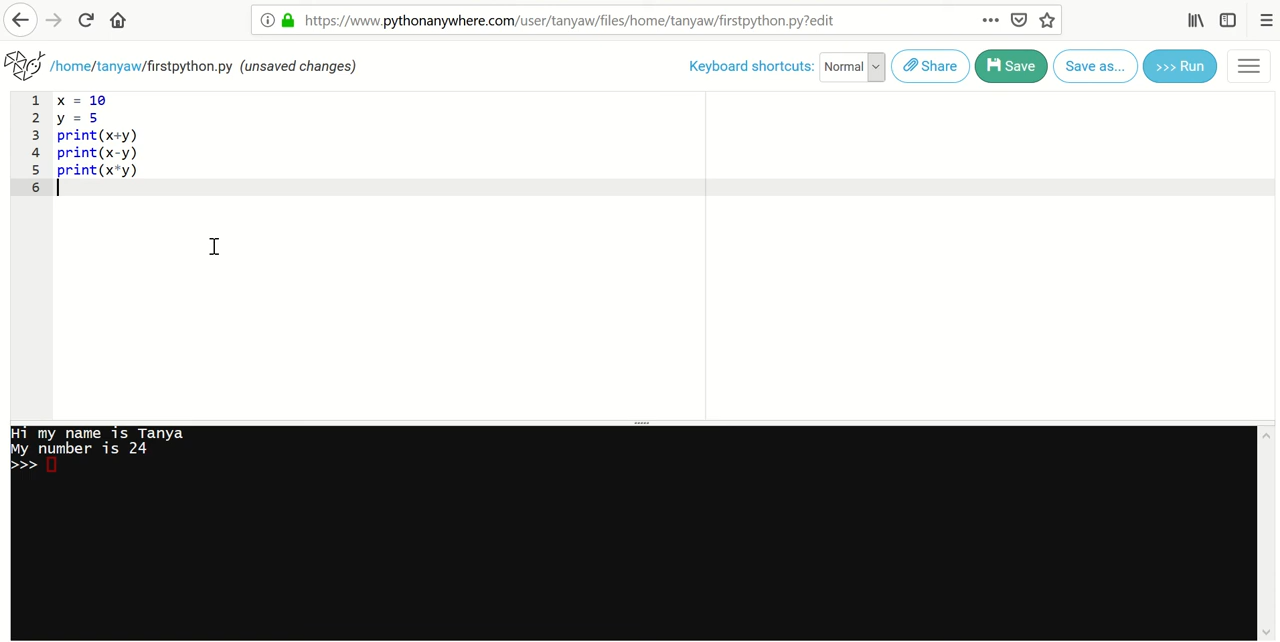 https://www.pythonanywhere.com/user/tanyaw/files/home/tanyaw/firstpython.py?edit
/home/tanyaw/firstpython.py (unsaved changes) Keyboard shortcuts: Normal Share Save Save as... >>> Run
1 x = 10
2 y = 5
3 print(x+y)
4 print(x-y)
5 print(x*y)
6
Hi my name is Tanya
My number is 24
>>>